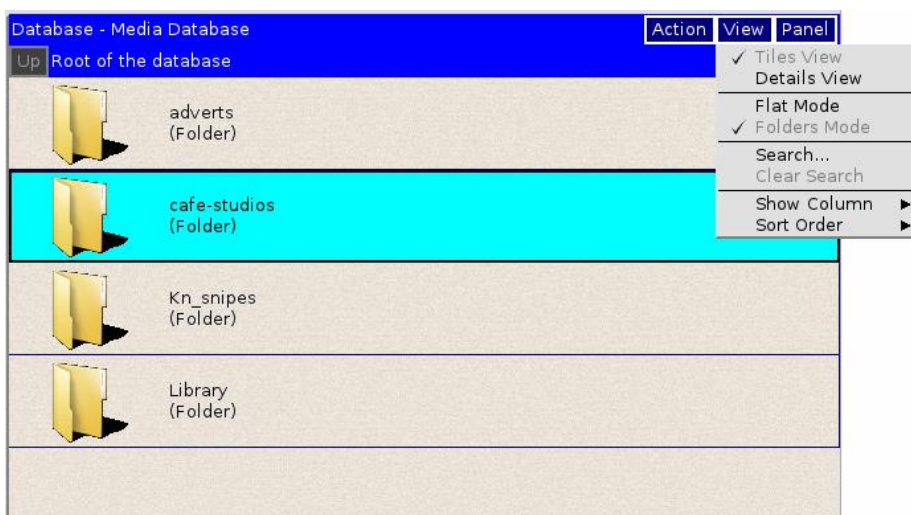 Database - Media Database
Action View Panel
Up Root of the database
✓ Tiles View
Details View
Flat Mode
✓ Folders Mode
Search...
Clear Search
Show Column ▶
Sort Order ▶
adverts
(Folder)
cafe-studios
(Folder)
Kn_snipes
(Folder)
Library
(Folder)